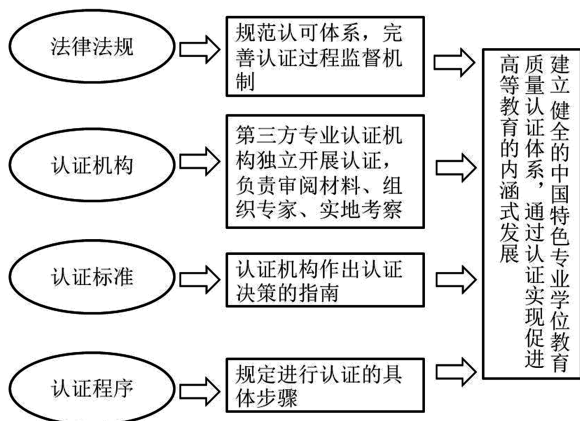 法律法规
规范认可体系，完
善认证过程监督机
制
认证机构
第三方专业认证机
构独立开展认证，
负责审阅材料、组
织专家、实地考察
认证标准
认证机构作出认证
决策的指南
认证程序
规定进行认证的具
体步骤
建立 健全的中国特色专业学位教育
质量认证体系，通过认证实现促进
高等教育的内涵式发展